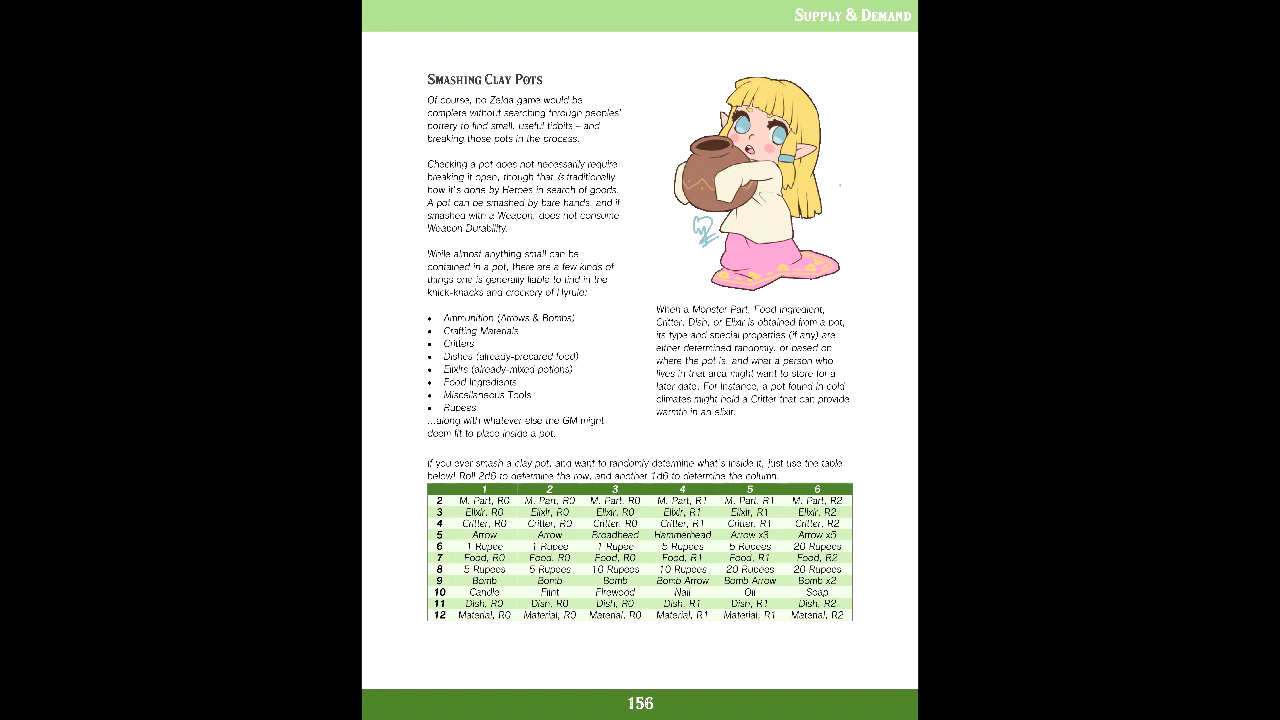 Supply & Demand
Smashing Clay Pots
Of course, no Zelda game would be
complete without searching through peoples'
pottery to find small, useful tidbits – and
breaking those pots in the process.
Checking a pot does not necessarily require
breaking it open, though that is traditionally
how it's done by Heroes in search of goods.
A pot can be smashed by bare hands, and if
smashed with a Weapon, does not consume
Weapon Durability.
While almost anything small can be
contained in a pot, there are a few kinds of
things one is generally liable to find in the
knick-knacks and crockery of Hyrule:
• Ammunition (Arrows & Bombs)
• Crafting Materials
• Critters
• Dishes (already-prepared food)
• Elixirs (already-mixed potions)
• Food Ingredients
• Miscellaneous Tools
• Rupees
...along with whatever else the GM might
deem fit to place inside a pot.
When a Monster Part, Food Ingredient,
Critter, Dish, or Elixir is obtained from a pot,
its type and special properties (if any) are
either determined randomly, or based on
where the pot is, and what a person who
lives in that area might want to store for a
later date. For instance, a pot found in cold
climates might hold a Critter that can provide
warmth in an elixir.
If you ever smash a clay pot, and want to randomly determine what's inside it, just use the table
below! Roll 2d6 to determine the row, and another 1d6 to determine the column.
1 2 3 4 5 6
2 M. Part, R0 M. Part, R0 M. Part, R0 M. Part, R1 M. Part, R1 M. Part, R2
3 Elixir, R0 Elixir, R0 Elixir, R0 Elixir, R1 Elixir, R1 Elixir, R2
4 Critter, R0 Critter, R0 Critter, R0 Critter, R1 Critter, R1 Critter, R2
5 Arrow Arrow Broadhead Hammerhead Arrow x3 Arrow x5
6 1 Rupee 1 Rupee 1 Rupee 5 Rupees 5 Rupees 20 Rupees
7 Food, R0 Food, R0 Food, R0 Food, R1 Food, R1 Food, R2
8 5 Rupees 5 Rupees 10 Rupees 10 Rupees 20 Rupees 20 Rupees
9 Bomb Bomb Bomb Bomb Arrow Bomb Arrow Bomb x2
10 Candle Flint Firewood Nail Oil Soap
11 Dish, R0 Dish, R0 Dish, R0 Dish, R1 Dish, R1 Dish, R2
12 Material, R0 Material, R0 Material, R0 Material, R1 Material, R1 Material, R2
156